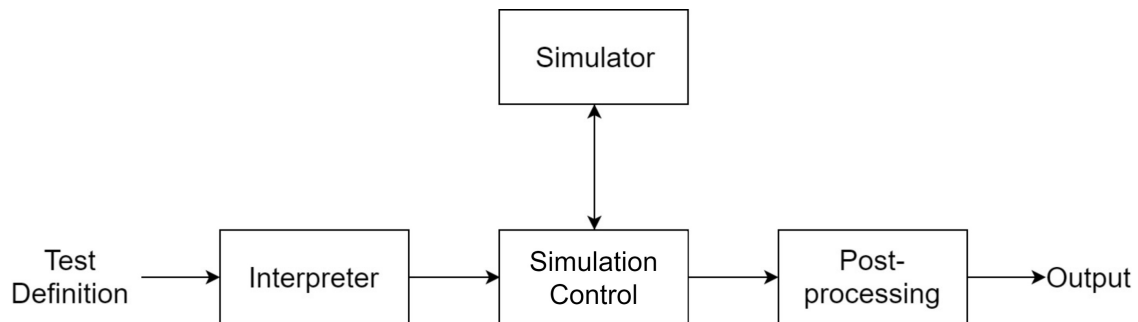 Simulator
Test
Definition
Interpreter
Simulation
Control
Post-
processing
Output